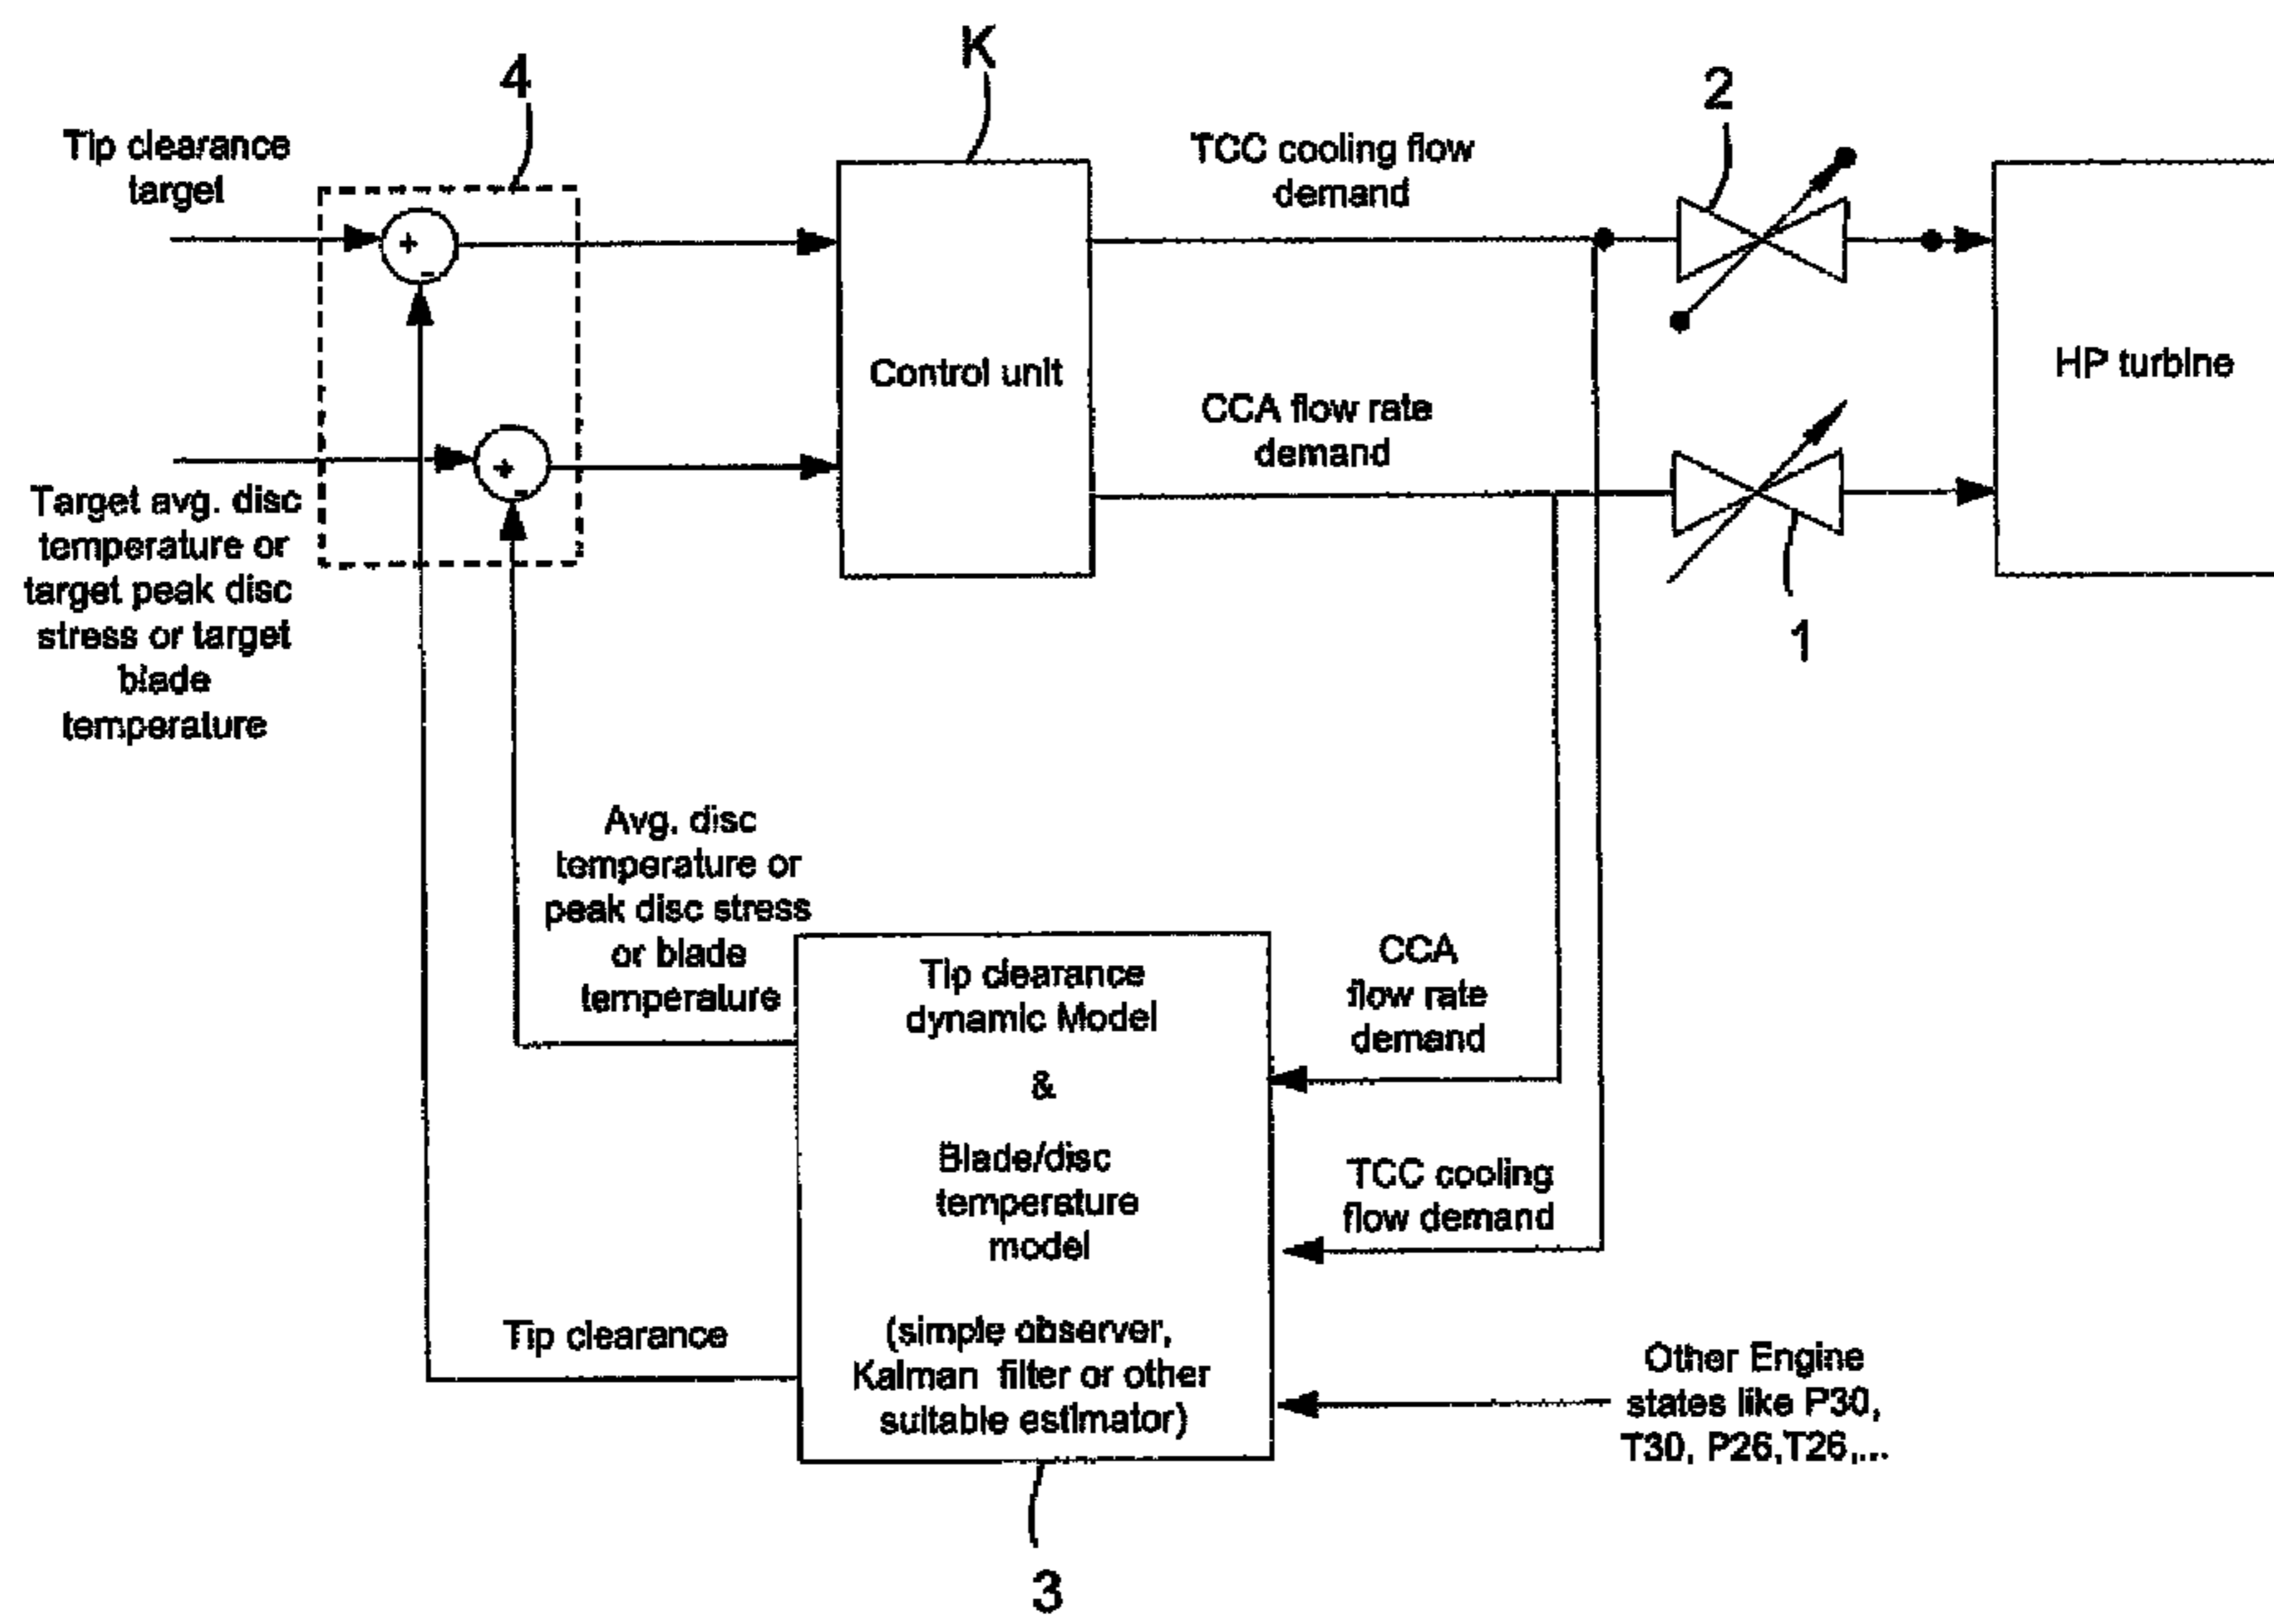 4
K
2
Tip clearance
target
+
-
TCC cooling flow
demand
Control unit
HP turbine
CCA flow rate
demand
+
-
1
Target avg. disc
temperature or
target peak disc
stress or target
blade
temperature
Avg. disc
temperature or
peak disc stress
or blade
temperature
Tip clearance
dynamic Model
&
Blade/disc
temperature
model
(simple observer,
Kalman filter or other
suitable estimator)
CCA
flow rate
demand
TCC cooling
flow demand
Tip clearance
Other Engine
states like P30,
T30, P26,T26,...
3